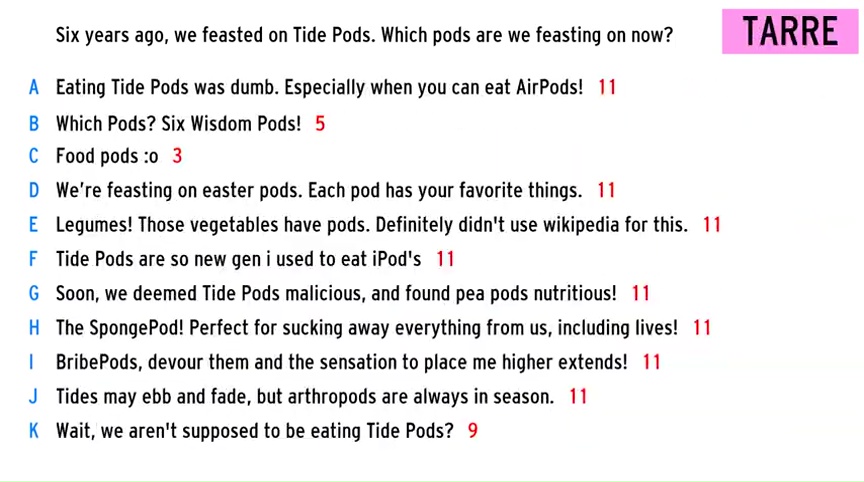 Six years ago, we feasted on Tide Pods. Which pods are we feasting on now?
TARRE
A Eating Tide Pods was dumb. Especially when you can eat AirPods! 11
B Which Pods? Six Wisdom Pods! 5
C Food pods :o 3
D We're feasting on easter pods. Each pod has your favorite things. 11
E Legumes! Those vegetables have pods. Definitely didn't use wikipedia for this. 11
F Tide Pods are so new gen i used to eat iPod's 11
G Soon, we deemed Tide Pods malicious, and found pea pods nutritious! 11
H The SpongePod! Perfect for sucking away everything from us, including lives! 11
I BribePods, devour them and the sensation to place me higher extends! 11
J Tides may ebb and fade, but arthropods are always in season. 11
K Wait, we aren't supposed to be eating Tide Pods? 9